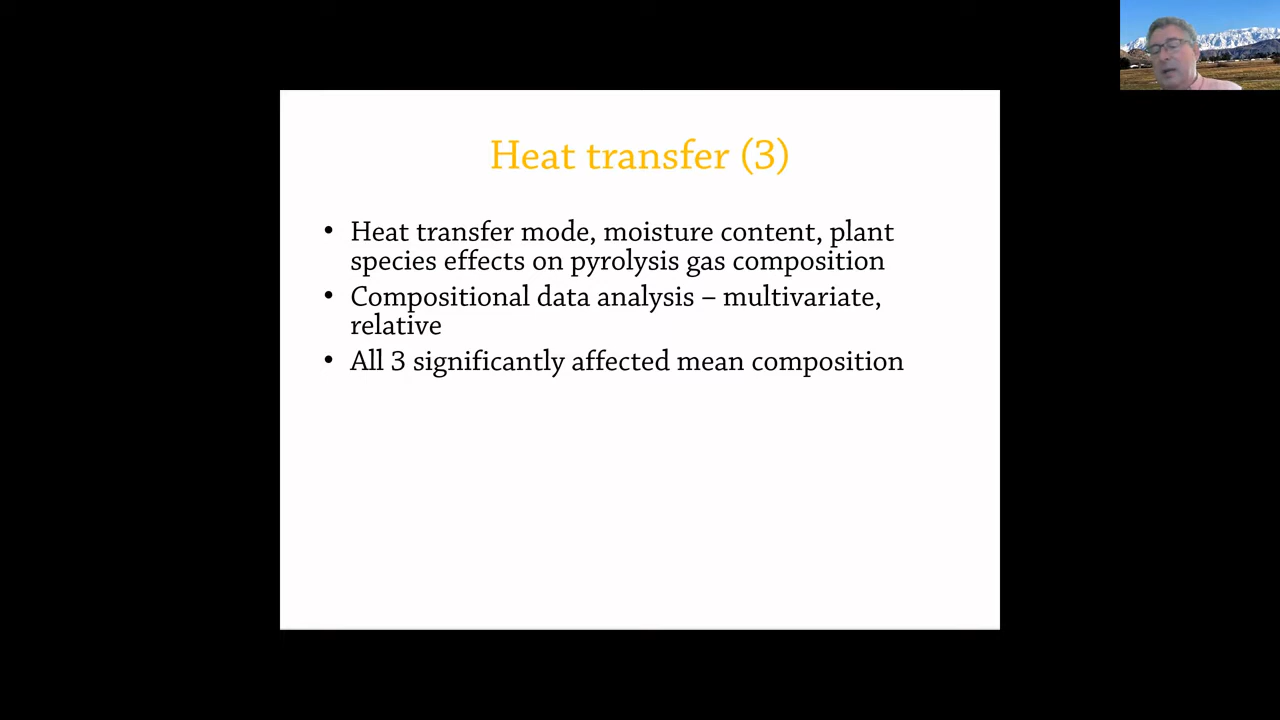 Heat transfer (3)
• Heat transfer mode, moisture content, plant
species effects on pyrolysis gas composition
• Compositional data analysis – multivariate,
relative
• All 3 significantly affected mean composition